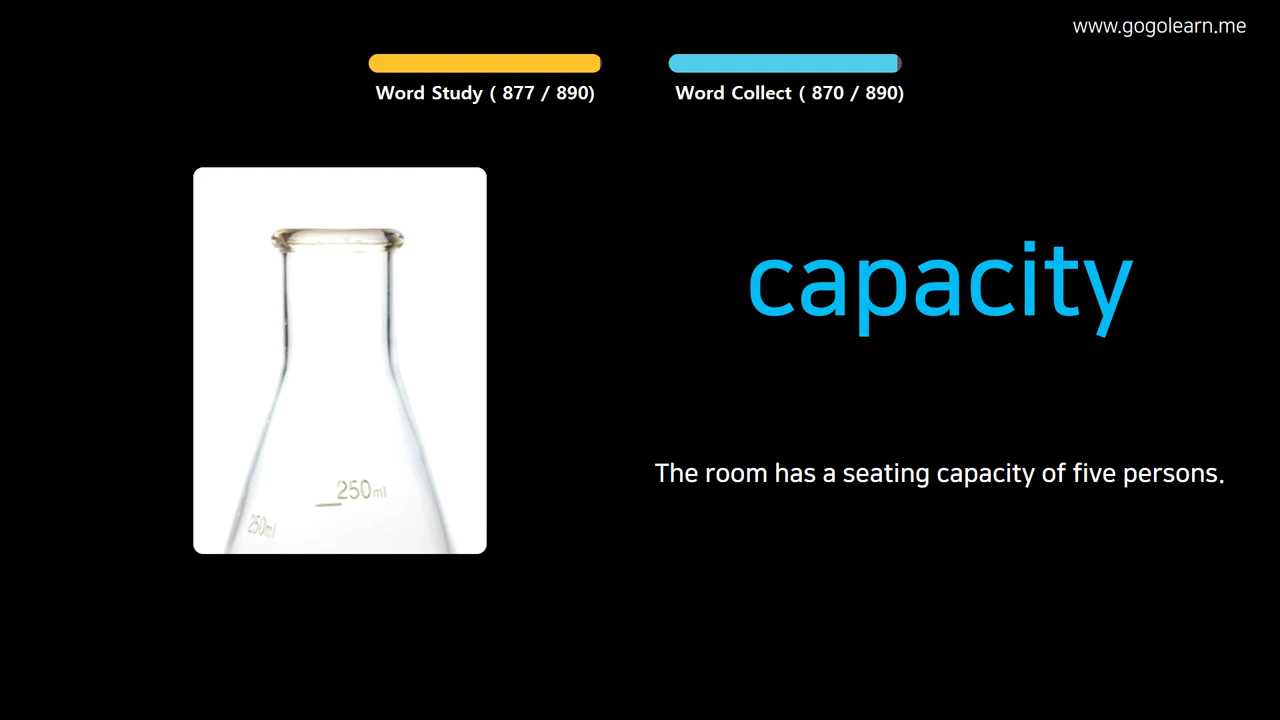 www.gogolearn.me
Word Study ( 877 / 890)
Word Collect ( 870 / 890)
capacity
The room has a seating capacity of five persons.
250ml
250ml